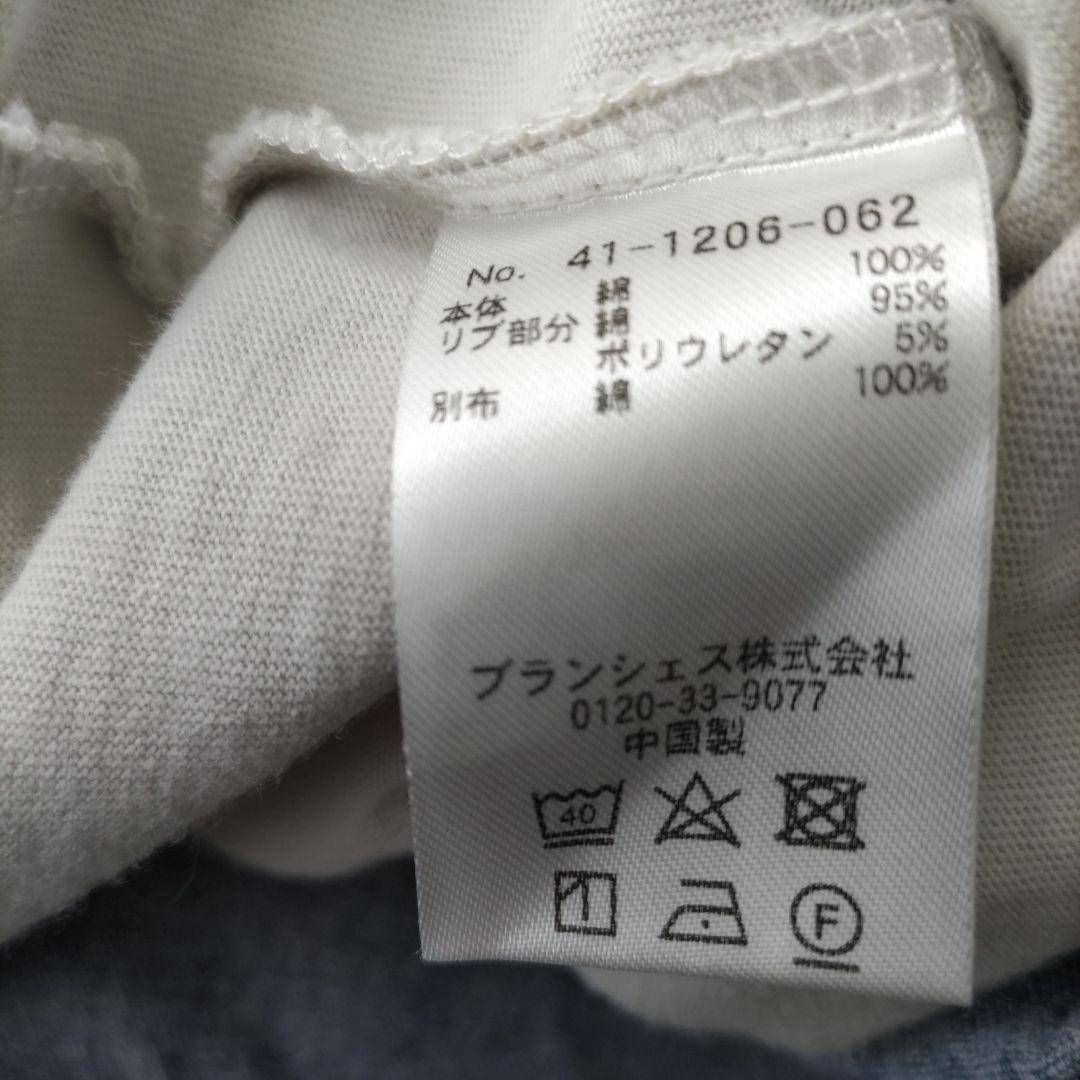 No. 41-1206-062
本体 綿 100%
リブ部分 綿 95%
ポリウレタン 5%
別布 綿 100%
ブランシェス株式会社
0120-33-9077
中国製
40
F